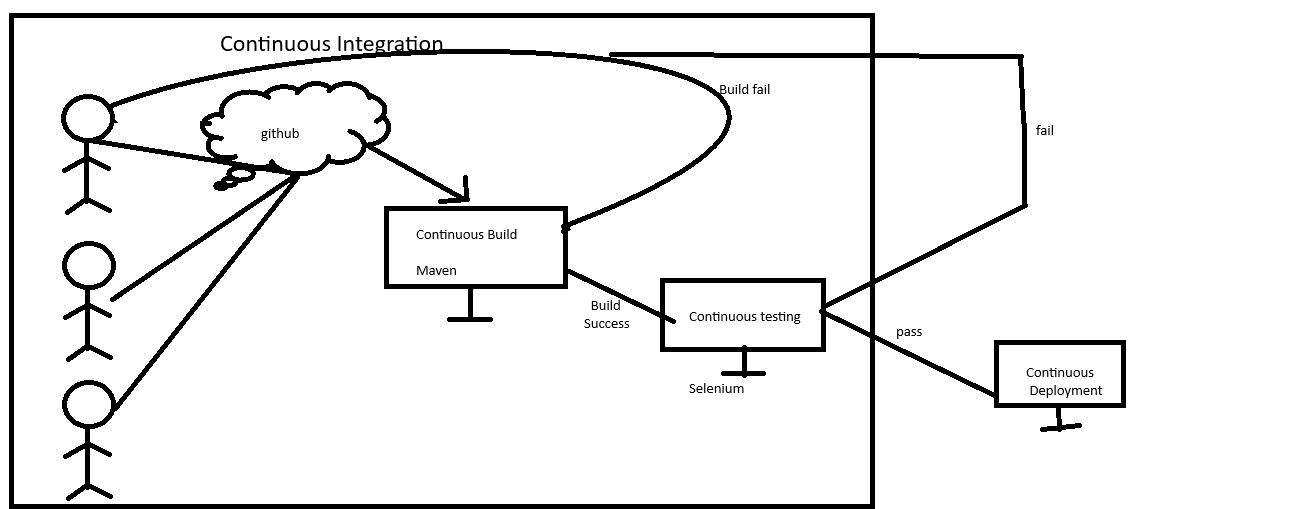 Continuous Integration
Build fail
github
fail
Continuous Build
Maven
Build
Success
Continuous testing
pass
Selenium
Continuous
Deployment